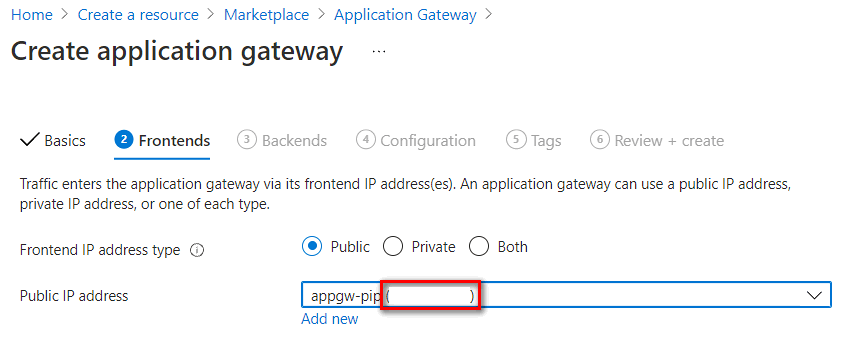 Home > Create a resource > Marketplace > Application Gateway >
Create application gateway ...
Basics 2 Frontends 3 Backends 4 Configuration 5 Tags 6 Review + create
Traffic enters the application gateway via its frontend IP address(es). An application gateway can use a public IP address,
private IP address, or one of each type.
Frontend IP address type Public Private Both
Public IP address appgw-pip ( )
Add new